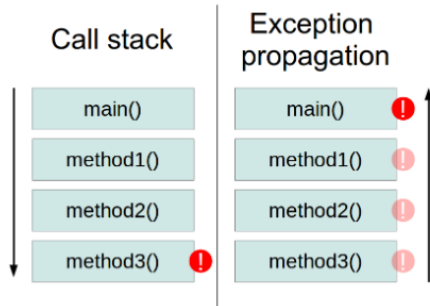 Call stack
main()
method1()
method2()
method3()
!
Exception
propagation
main()
!
method1()
!
method2()
!
method3()
!